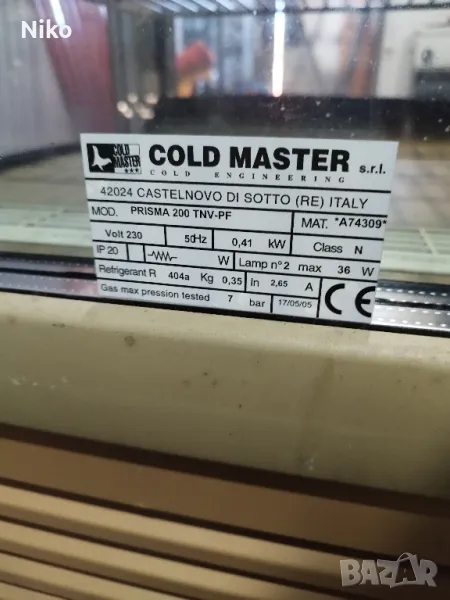 Niko
COLD MASTER ★★★ COLD MASTER s.r.l.
COLD ENGINEERING
42024 CASTELNOVO DI SOTTO (RE) ITALY
MOD. PRISMA 200 TNV-PF MAT. *A74309*
Volt 230 50Hz 0,41 kW Class N
IP 20 W Lamp n°2 max 36 W
Refrigerant R 404a Kg 0,35 In 2,65 A
Gas max pression tested 7 bar 17/05/05 CE
BAZAR